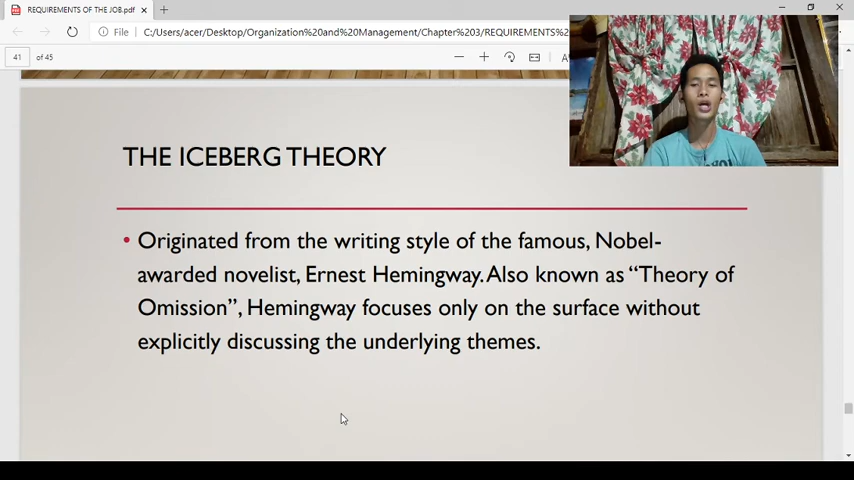 REQUIREMENTS OF THE JOB.pdf
File
C:/Users/acer/Desktop/Organization%20and%20Management/Chapter%203/REQUIREMENTS%2
41 of 45
THE ICEBERG THEORY
• Originated from the writing style of the famous, Nobel-
awarded novelist, Ernest Hemingway. Also known as “Theory of
Omission”, Hemingway focuses only on the surface without
explicitly discussing the underlying themes.